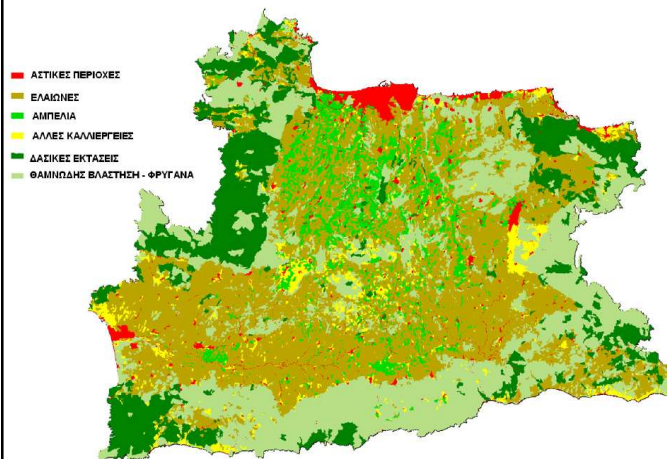 ΑΣΤΙΚΕΣ ΠΕΡΙΟΧΕΣ
ΕΛΑΙΩΝΕΣ
ΑΜΠΕΛΙΑ
ΑΛΛΕΣ ΚΑΛΛΙΕΡΓΕΙΕΣ
ΔΑΣΙΚΕΣ ΕΚΤΑΣΕΙΣ
ΘΑΜΝΩΔΗΣ ΒΛΑΣΤΗΣΗ - ΦΡΥΓΑΝΑ